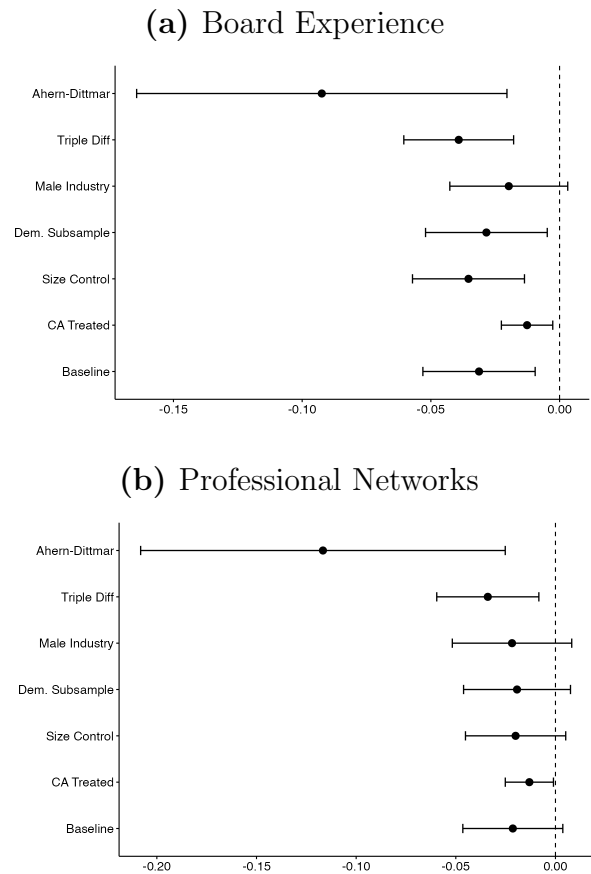 (a) Board Experience
Ahern-Dittmar
Triple Diff
Male Industry
Dem. Subsample
Size Control
CA Treated
Baseline
-0.15 -0.10 -0.05 0.00
(b) Professional Networks
Ahern-Dittmar
Triple Diff
Male Industry
Dem. Subsample
Size Control
CA Treated
Baseline
-0.20 -0.15 -0.10 -0.05 0.00